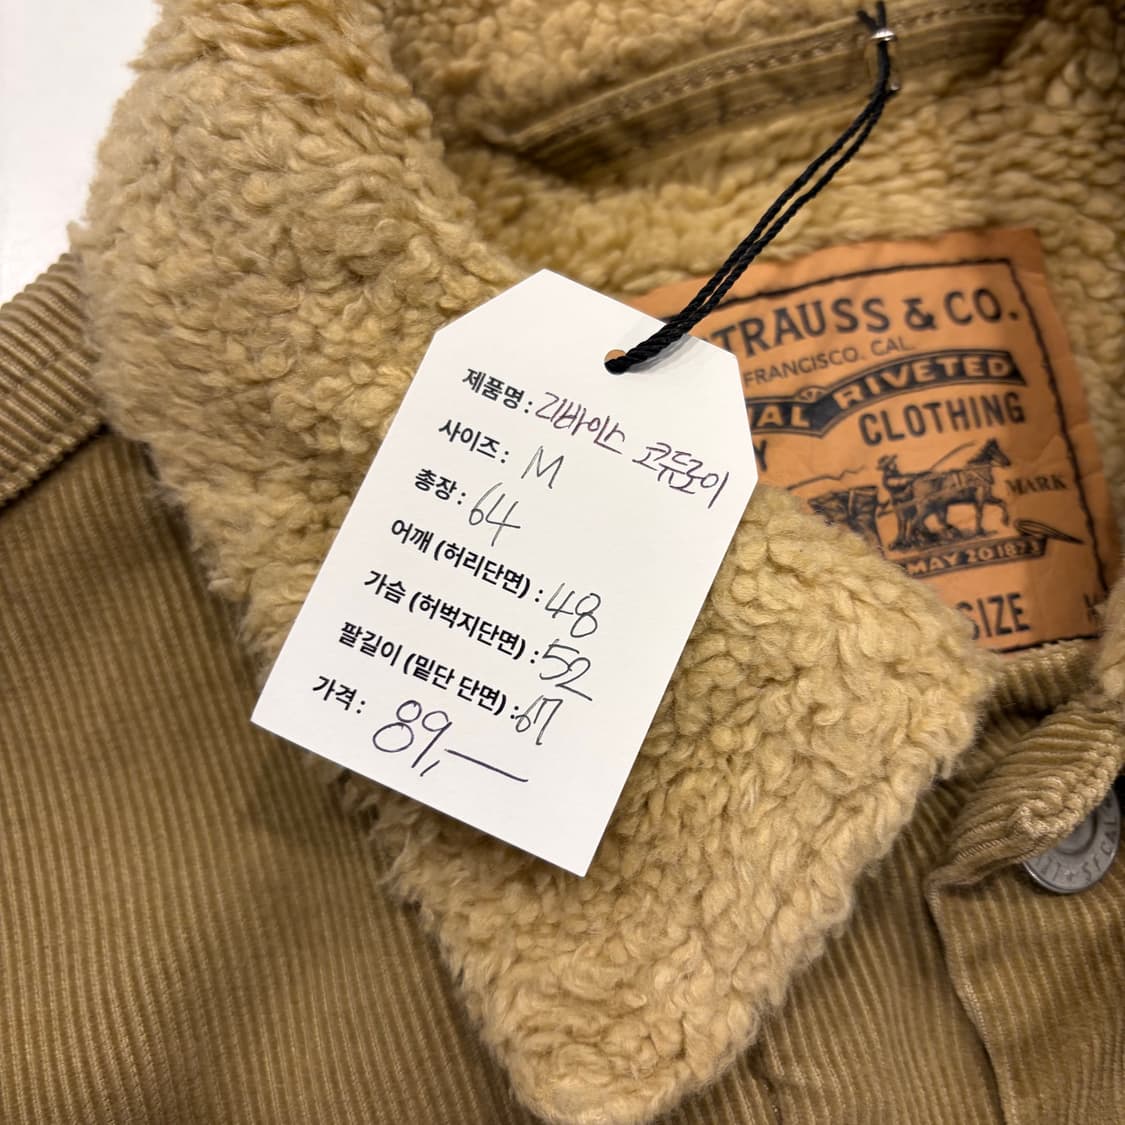 제품명: 리바이스 코듀로이
사이즈: M
총장: 64
어깨 (허리단면) : 48
가슴 (허벅지단면) : 52
팔길이 (밑단 단면) : 67
가격: 89,—
TRAUSS & CO.
FRANCISCO. CAL.
AL RIVETED
Y CLOTHING
MARK
MAY 20 1873
SIZE